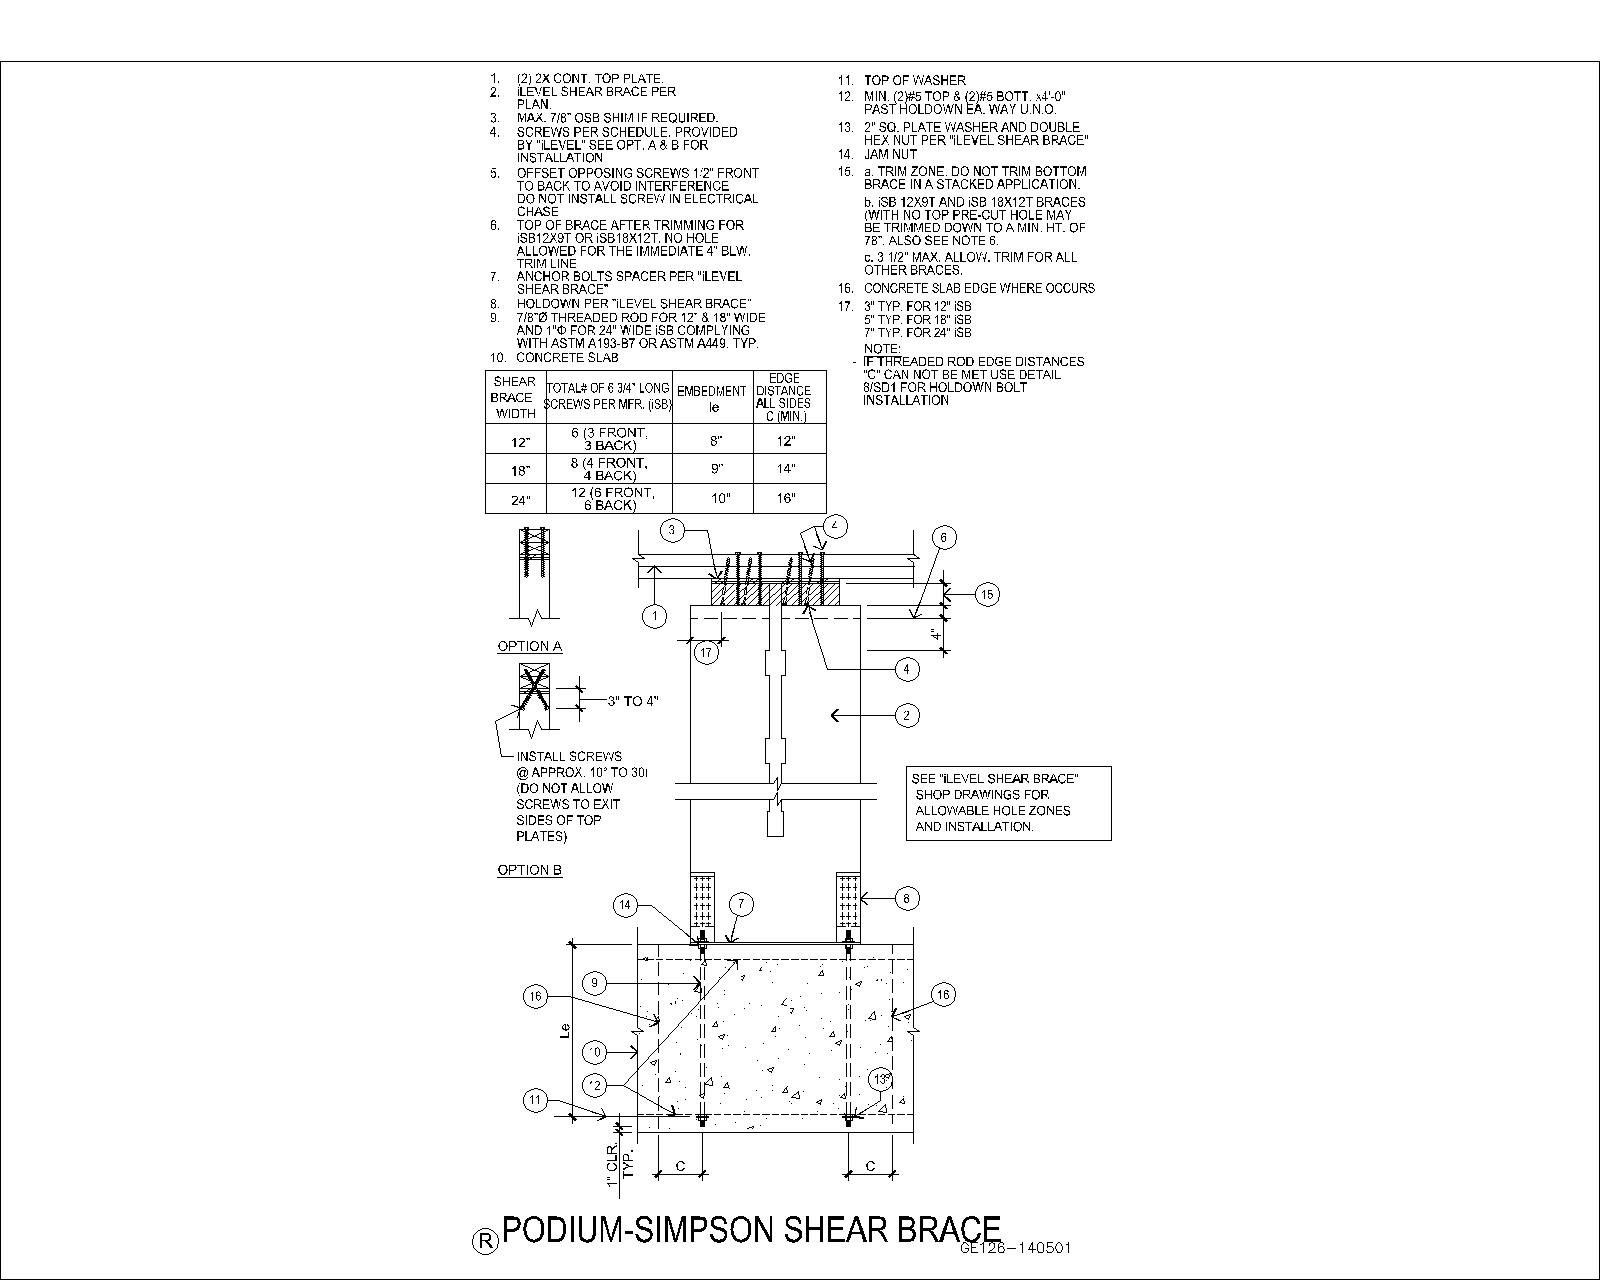 1. (2) 2X CONT. TOP PLATE.
2. iLEVEL SHEAR BRACE PER
PLAN.
3. MAX. 7/8" OSB SHIM IF REQUIRED.
4. SCREWS PER SCHEDULE. PROVIDED
BY "iLEVEL" SEE OPT. A & B FOR
INSTALLATION
5. OFFSET OPPOSING SCREWS 1/2" FRONT
TO BACK TO AVOID INTERFERENCE
DO NOT INSTALL SCREW IN ELECTRICAL
CHASE
6. TOP OF BRACE AFTER TRIMMING FOR
iSB12X9T OR iSB18X12T. NO HOLE
ALLOWED FOR THE IMMEDIATE 4" BLW.
TRIM LINE
7. ANCHOR BOLTS SPACER PER "iLEVEL
SHEAR BRACE"
8. HOLDOWN PER "iLEVEL SHEAR BRACE"
9. 7/8"Ø THREADED ROD FOR 12" & 18" WIDE
AND 1"Φ FOR 24" WIDE iSB COMPLYING
WITH ASTM A193-B7 OR ASTM A449. TYP.
10. CONCRETE SLAB
11. TOP OF WASHER
12. MIN. (2)#5 TOP & (2)#5 BOTT. x4'-0"
PAST HOLDOWN EA. WAY U.N.O.
13. 2" SQ. PLATE WASHER AND DOUBLE
HEX NUT PER "iLEVEL SHEAR BRACE"
14. JAM NUT
15. a. TRIM ZONE. DO NOT TRIM BOTTOM
BRACE IN A STACKED APPLICATION.
b. iSB 12X9T AND iSB 18X12T BRACES
(WITH NO TOP PRE-CUT HOLE MAY
BE TRIMMED DOWN TO A MIN. HT. OF
78". ALSO SEE NOTE 6.
c. 3 1/2" MAX. ALLOW. TRIM FOR ALL
OTHER BRACES.
16. CONCRETE SLAB EDGE WHERE OCCURS
17. 3" TYP. FOR 12" iSB
5" TYP. FOR 18" iSB
7" TYP. FOR 24" iSB
NOTE:
- IF THREADED ROD EDGE DISTANCES
"C" CAN NOT BE MET USE DETAIL
8/SD1 FOR HOLDOWN BOLT
INSTALLATION
SHEAR BRACE WIDTH
TOTAL# OF 6 3/4" LONG SCREWS PER MFR. (iSB)
EMBEDMENT le
EDGE DISTANCE ALL SIDES C (MIN.)
12" 6 (3 FRONT, 3 BACK) 8" 12"
18" 8 (4 FRONT, 4 BACK) 9" 14"
24" 12 (6 FRONT, 6 BACK) 10" 16"
3
4
6
15
1
4"
OPTION A
17
4
3" TO 4"
2
INSTALL SCREWS
@ APPROX. 10° TO 30
(DO NOT ALLOW
SCREWS TO EXIT
SIDES OF TOP
PLATES)
SEE "iLEVEL SHEAR BRACE"
SHOP DRAWINGS FOR
ALLOWABLE HOLE ZONES
AND INSTALLATION.
OPTION B
14
7
8
9
16
16
Le
10
12
13
11
1" CLR.
TYP.
C
C
R PODIUM-SIMPSON SHEAR BRACE
GE126-140501